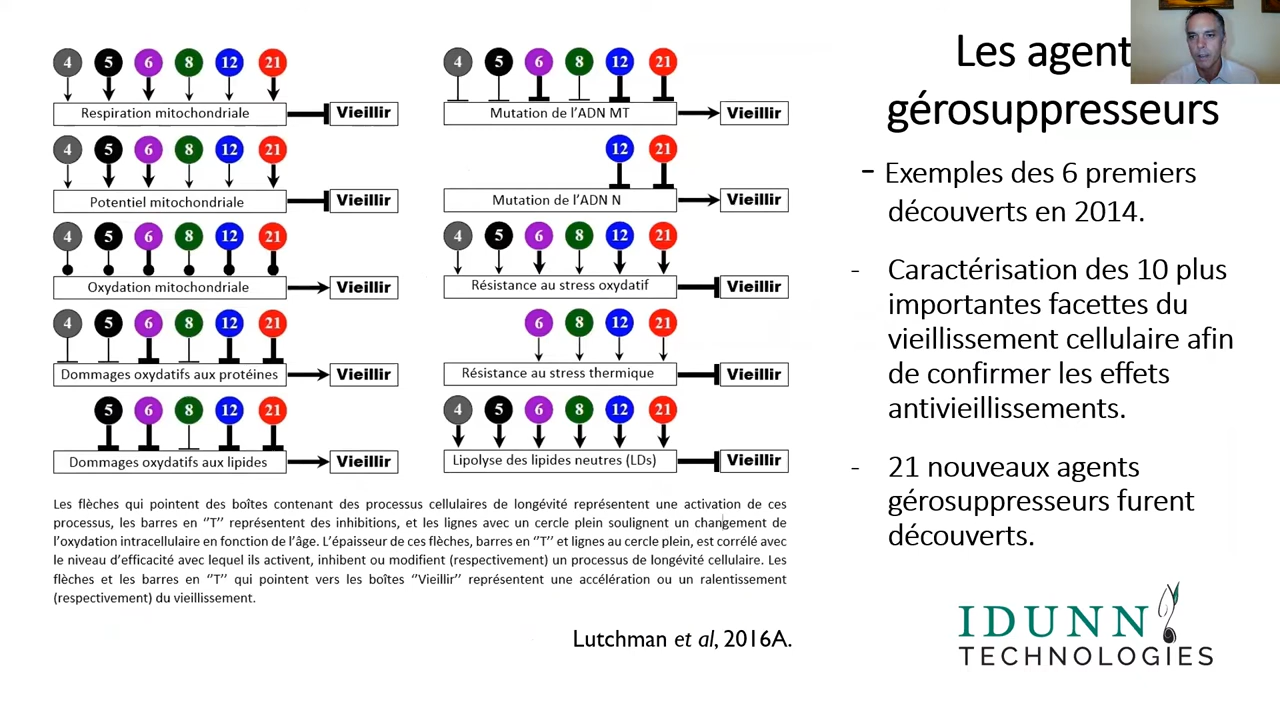 4 5 6 8 12 21
Respiration mitochondriale Vieillir
4 5 6 8 12 21
Potentiel mitochondriale Vieillir
4 5 6 8 12 21
Oxydation mitochondriale Vieillir
4 5 6 8 12 21
Dommages oxydatifs aux protéines Vieillir
5 6 8 12 21
Dommages oxydatifs aux lipides Vieillir
4 5 6 8 12 21
Mutation de l’ADN MT Vieillir
12 21
Mutation de l’ADN N Vieillir
4 5 6 8 12 21
Résistance au stress oxydatif Vieillir
6 8 12 21
Résistance au stress thermique Vieillir
4 5 6 8 12 21
Lipolyse des lipides neutres (LDs) Vieillir
Les flèches qui pointent des boîtes contenant des processus cellulaires de longévité représentent une activation de ces
processus, les barres en ‘’T’’ représentent des inhibitions, et les lignes avec un cercle plein soulignent un changement de
l’oxydation intracellulaire en fonction de l’âge. L’épaisseur de ces flèches, barres en ‘’T’’ et lignes au cercle plein, est corrélé avec
le niveau d’efficacité avec lequel ils activent, inhibent ou modifient (respectivement) un processus de longévité cellulaire. Les
flèches et les barres en ‘’T’’ qui pointent vers les boîtes ‘’Vieillir’’ représentent une accélération ou un ralentissement
(respectivement) du vieillissement.
Lutchman et al, 2016A.
Les agent
gérosuppresseurs
- Exemples des 6 premiers
découverts en 2014.
- Caractérisation des 10 plus
importantes facettes du
vieillissement cellulaire afin
de confirmer les effets
antivieillissements.
- 21 nouveaux agents
gérosuppresseurs furent
découverts.
IDUNN
TECHNOLOGIES